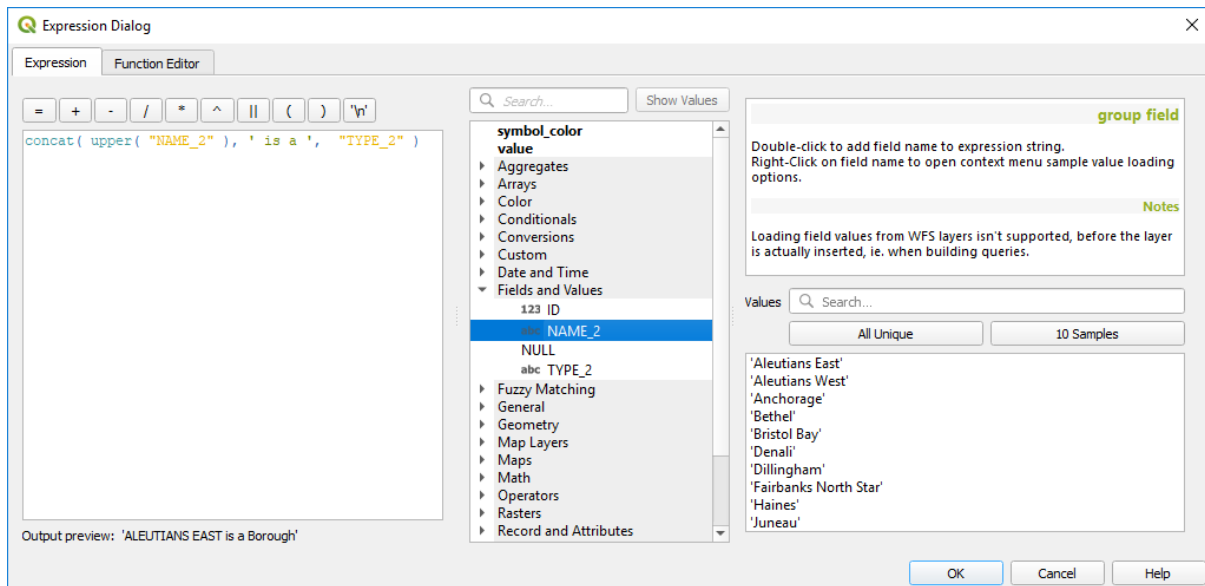 Expression Dialog
Expression
Function Editor
= + - / * ^ || ( ) '\n'
concat( upper( "NAME_2" ), ' is a ',  "TYPE_2" )
Output preview: 'ALEUTIANS EAST is a Borough'
Search...
Show Values
symbol_color
value
Aggregates
Arrays
Color
Conditionals
Conversions
Custom
Date and Time
Fields and Values
123 ID
abc NAME_2
NULL
abc TYPE_2
Fuzzy Matching
General
Geometry
Map Layers
Maps
Math
Operators
Rasters
Record and Attributes
group field
Double-click to add field name to expression string.
Right-Click on field name to open context menu sample value loading
options.
Notes
Loading field values from WFS layers isn't supported, before the layer
is actually inserted, ie. when building queries.
Values
Search...
All Unique
10 Samples
'Aleutians East'
'Aleutians West'
'Anchorage'
'Bethel'
'Bristol Bay'
'Denali'
'Dillingham'
'Fairbanks North Star'
'Haines'
'Juneau'
OK
Cancel
Help